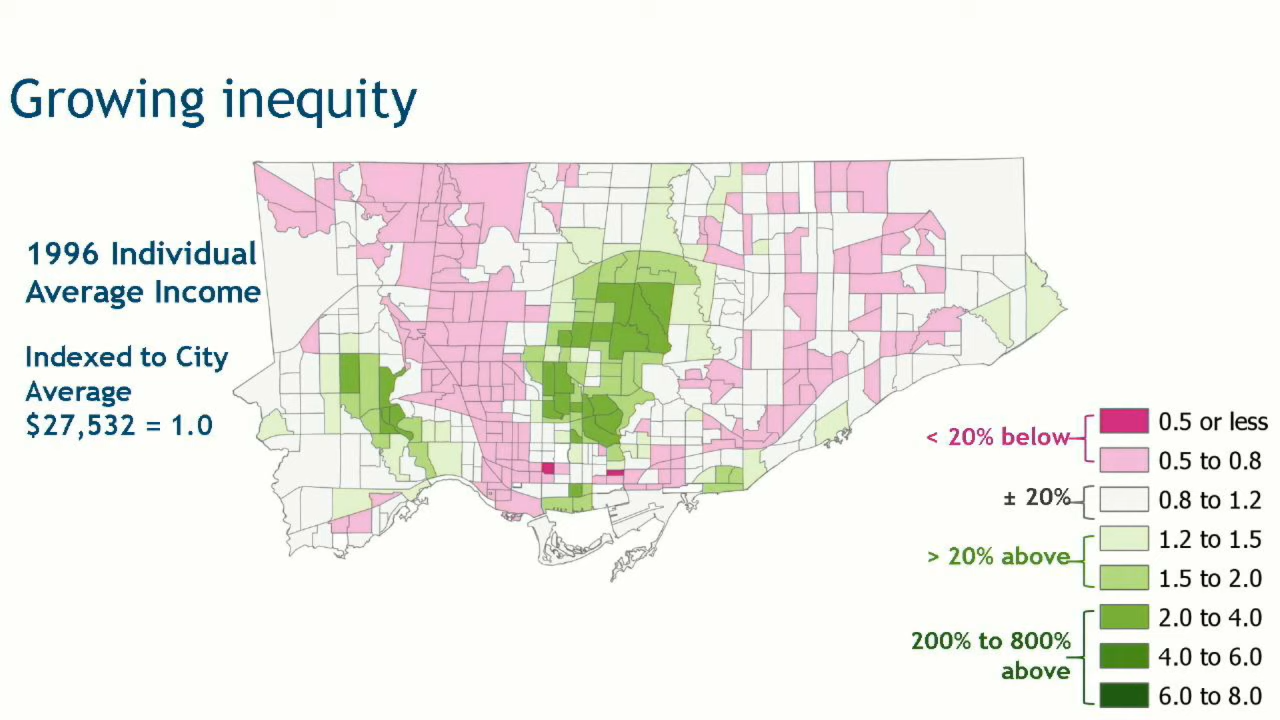 Growing inequity
1996 Individual
Average Income
Indexed to City
Average
$27,532 = 1.0
< 20% below
± 20%
> 20% above
200% to 800%
above
0.5 or less
0.5 to 0.8
0.8 to 1.2
1.2 to 1.5
1.5 to 2.0
2.0 to 4.0
4.0 to 6.0
6.0 to 8.0